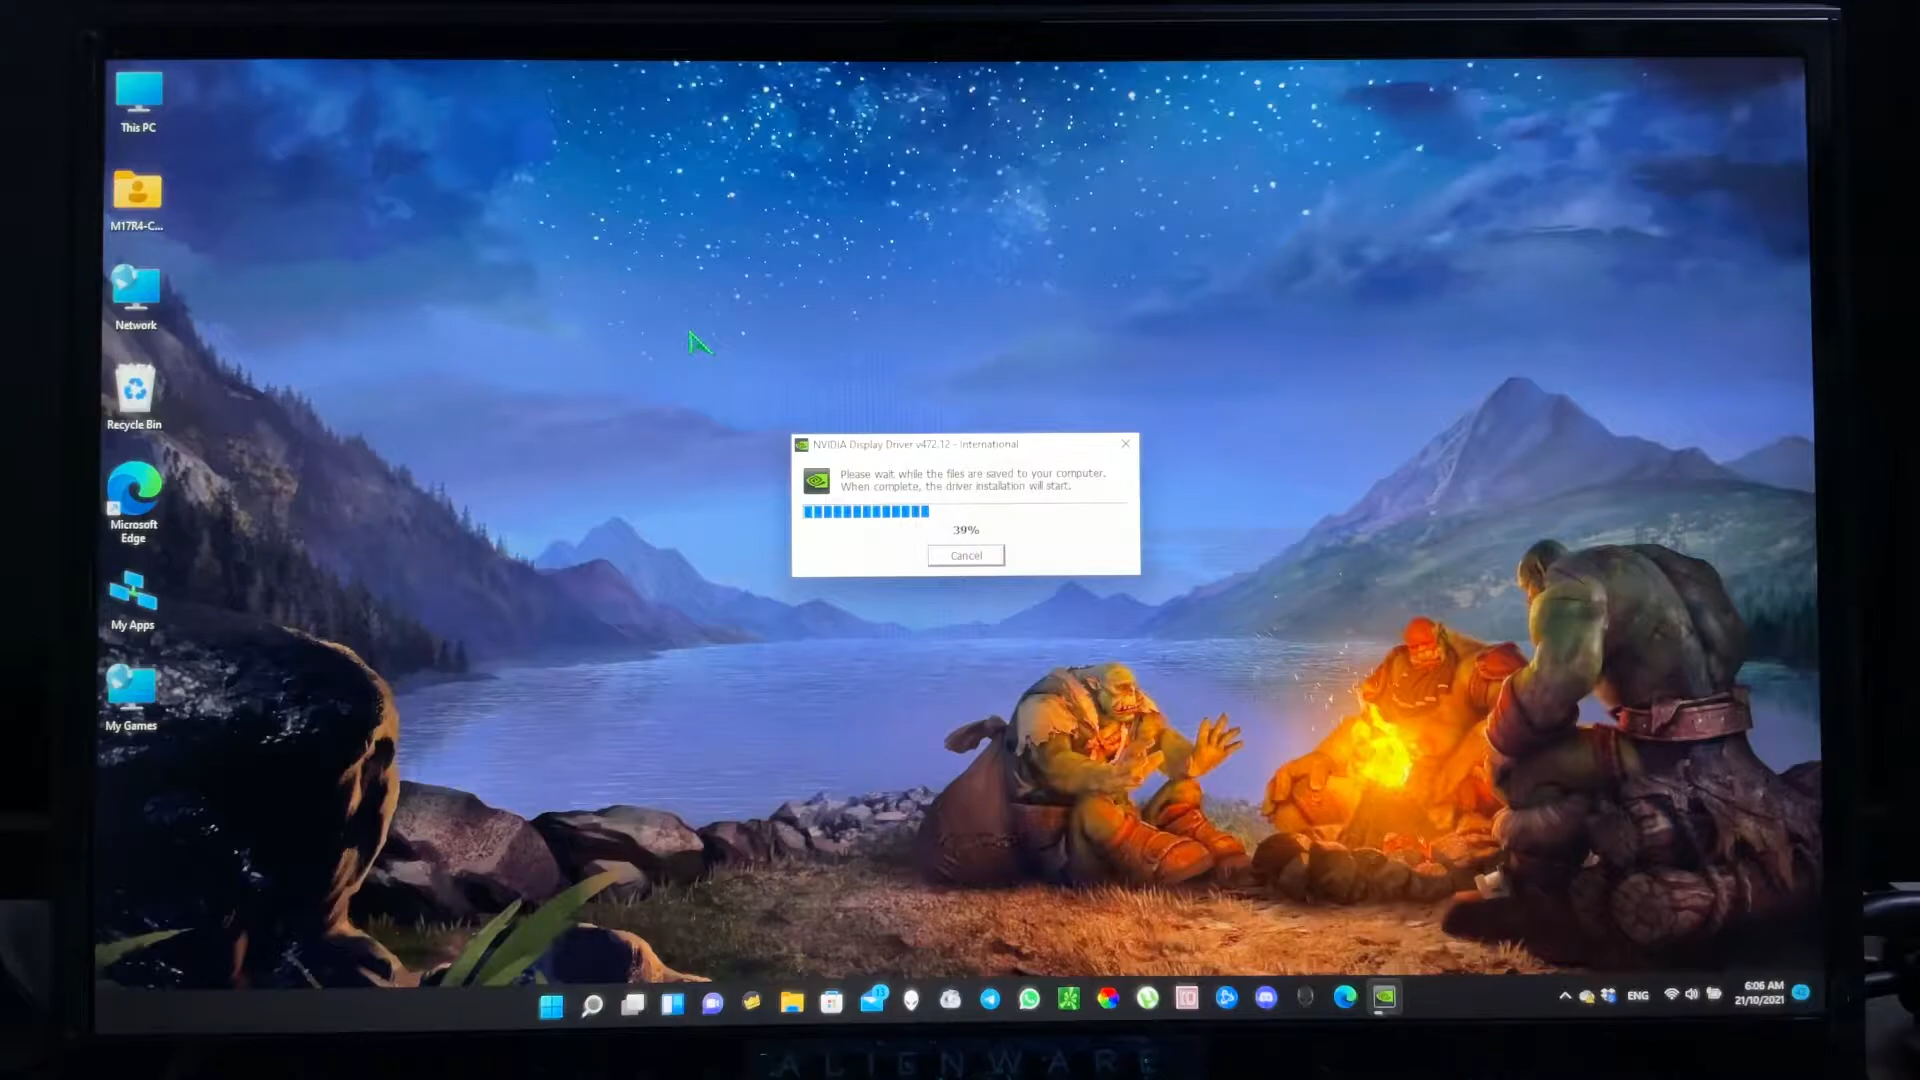 This PC
M17R4-C...
Network
Recycle Bin
Microsoft
Edge
My Apps
My Games
NVIDIA Display Driver v472.12 - International
Please wait while the files are saved to your computer.
When complete, the driver installation will start.
39%
Cancel
13
ENG
6:06 AM
21/10/2021
ALIENWARE